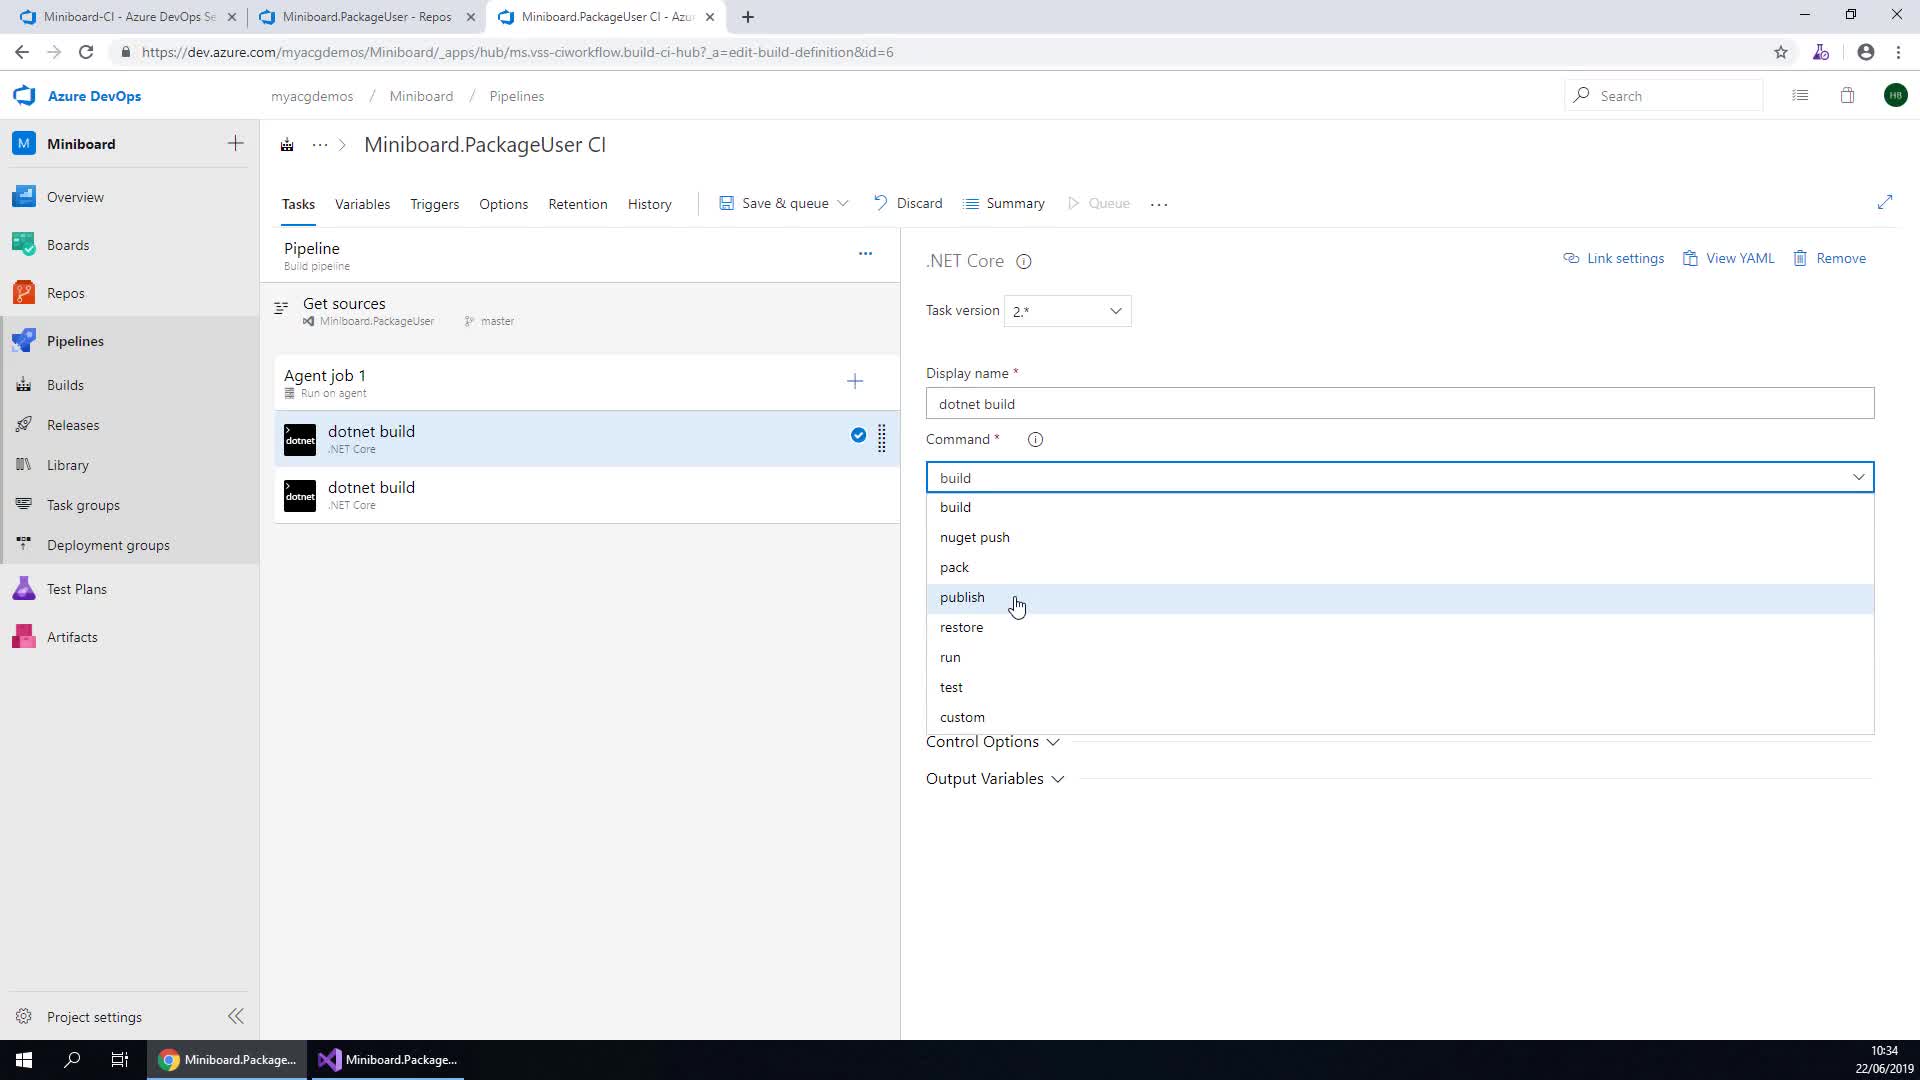 Miniboard-CI - Azure DevOps Se
Miniboard.PackageUser - Repos
Miniboard.PackageUser CI - Azu
https://dev.azure.com/myacgdemos/Miniboard/_apps/hub/ms.vss-ciworkflow.build-ci-hub?_a=edit-build-definition&id=6
Azure DevOps
myacgdemos / Miniboard / Pipelines
Search
HB
M Miniboard
Overview
Boards
Repos
Pipelines
Builds
Releases
Library
Task groups
Deployment groups
Test Plans
Artifacts
Project settings
Miniboard.PackageUser CI
Tasks Variables Triggers Options Retention History
Save & queue Discard Summary Queue
Pipeline
Build pipeline
Get sources
Miniboard.PackageUser master
Agent job 1
Run on agent
dotnet
dotnet build
.NET Core
dotnet
dotnet build
.NET Core
.NET Core
Link settings View YAML Remove
Task version 2.*
Display name *
dotnet build
Command *
build
build
nuget push
pack
publish
restore
run
test
custom
Control Options
Output Variables
Miniboard.Package...
Miniboard.Package...
10:34
22/06/2019